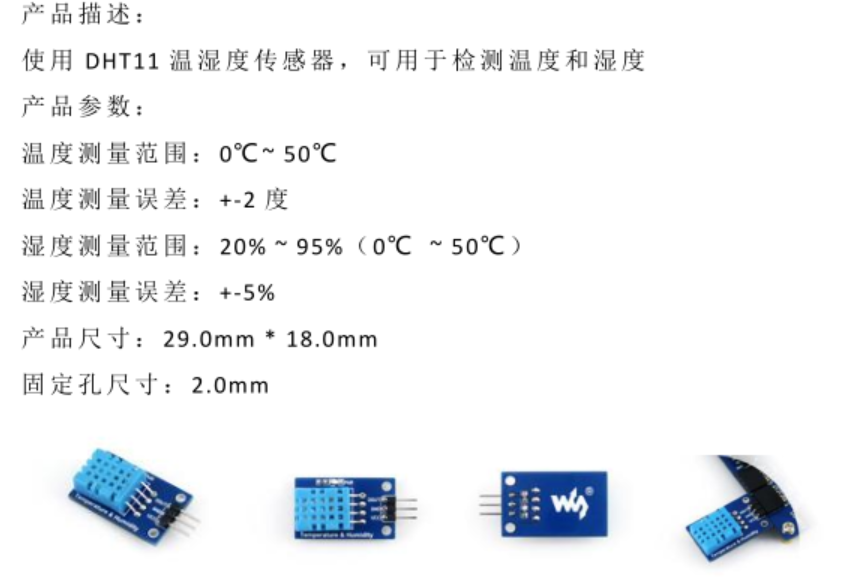 产品描述：
使用 DHT11 温湿度传感器，可用于检测温度和湿度
产品参数：
温度测量范围：0℃~ 50℃
温度测量误差：+-2 度
湿度测量范围：20% ~ 95%（0℃ ~ 50℃）
湿度测量误差：+-5%
产品尺寸：29.0mm * 18.0mm
固定孔尺寸：2.0mm
Temperature & Humidity
Temperature & Humidity
Temperature & Humidity